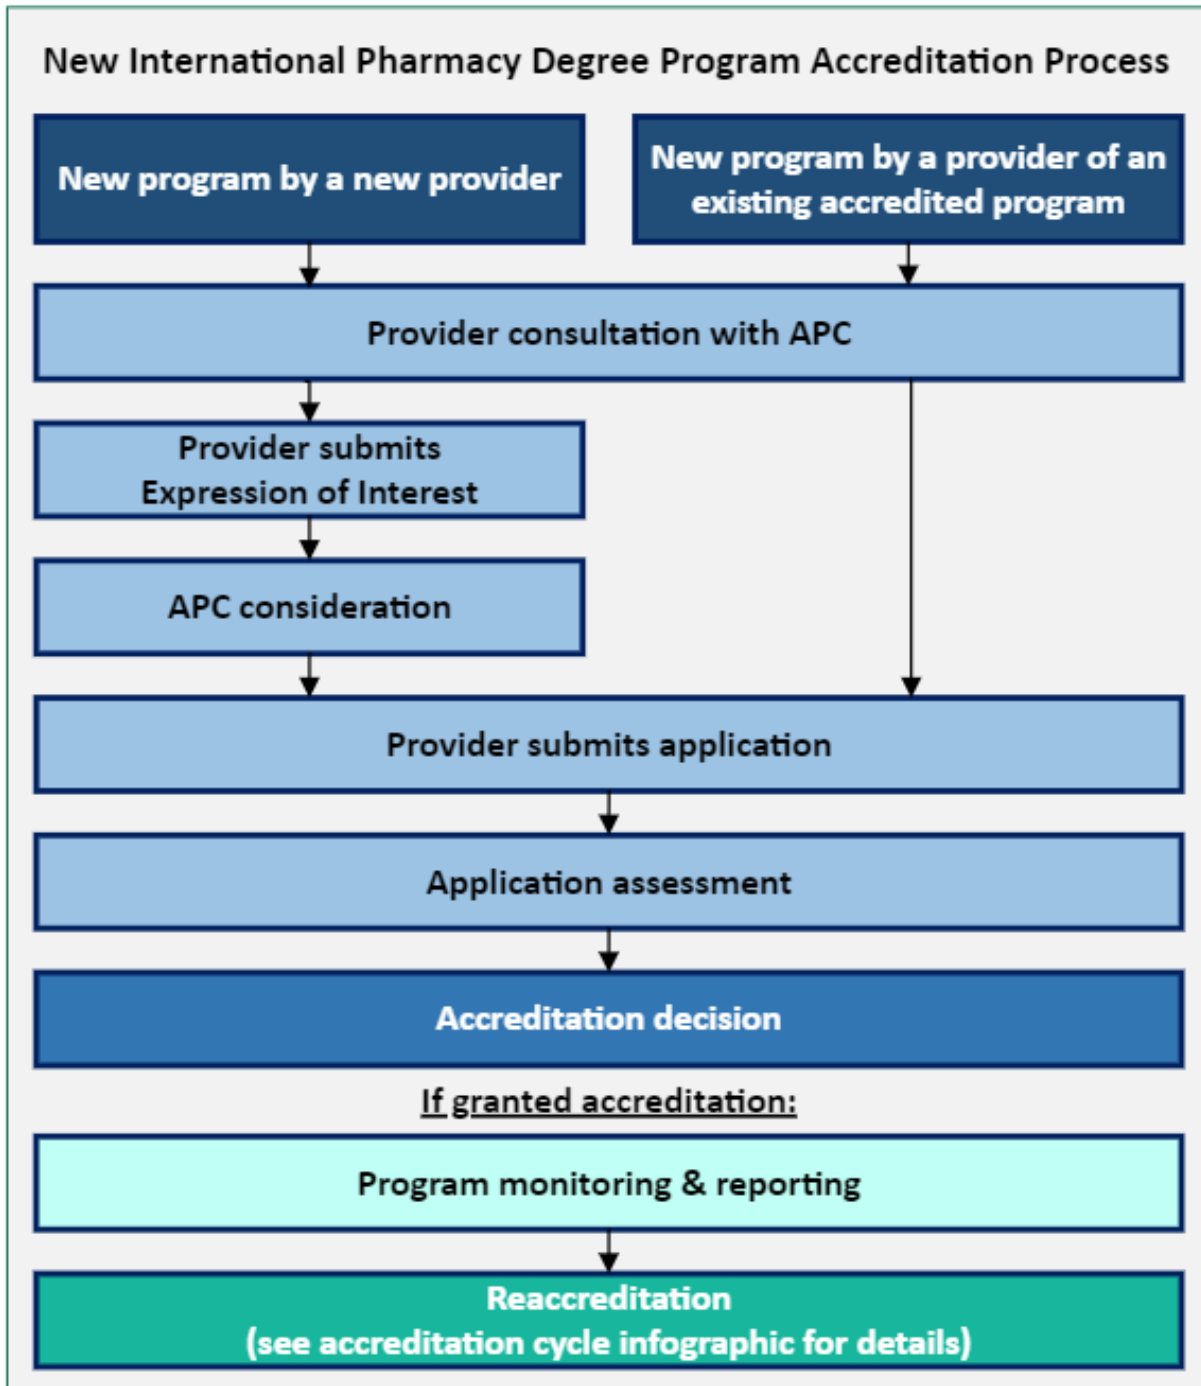 New International Pharmacy Degree Program Accreditation Process
New program by a new provider
New program by a provider of an
existing accredited program
Provider consultation with APC
Provider submits
Expression of Interest
APC consideration
Provider submits application
Application assessment
Accreditation decision
If granted accreditation:
Program monitoring & reporting
Reaccreditation
(see accreditation cycle infographic for details)